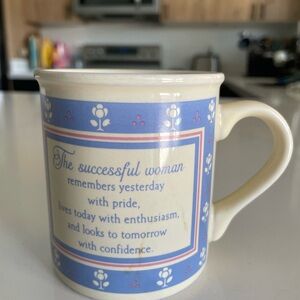 The successful woman
remembers yesterday
with pride,
lives today with enthusiasm,
and looks to tomorrow
with confidence.